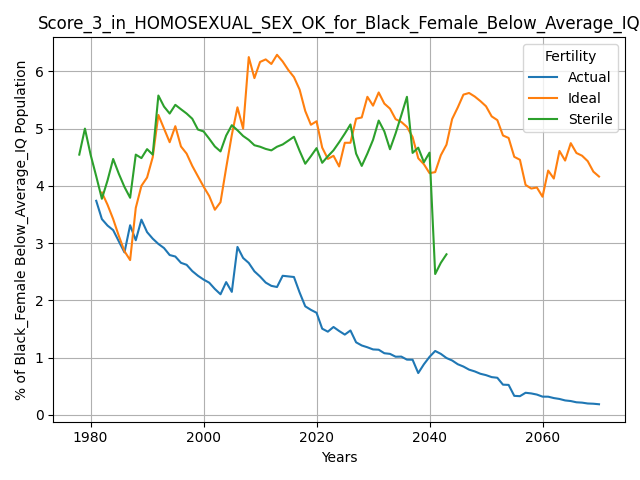 Score_3_in_HOMOSEXUAL_SEX_OK_for_Black_Female_Below_Average_IQ
Fertility
Actual
Ideal
Sterile
% of Black_Female Below_Average_IQ Population
6
5
4
3
2
1
0
1980 2000 2020 2040 2060
Years